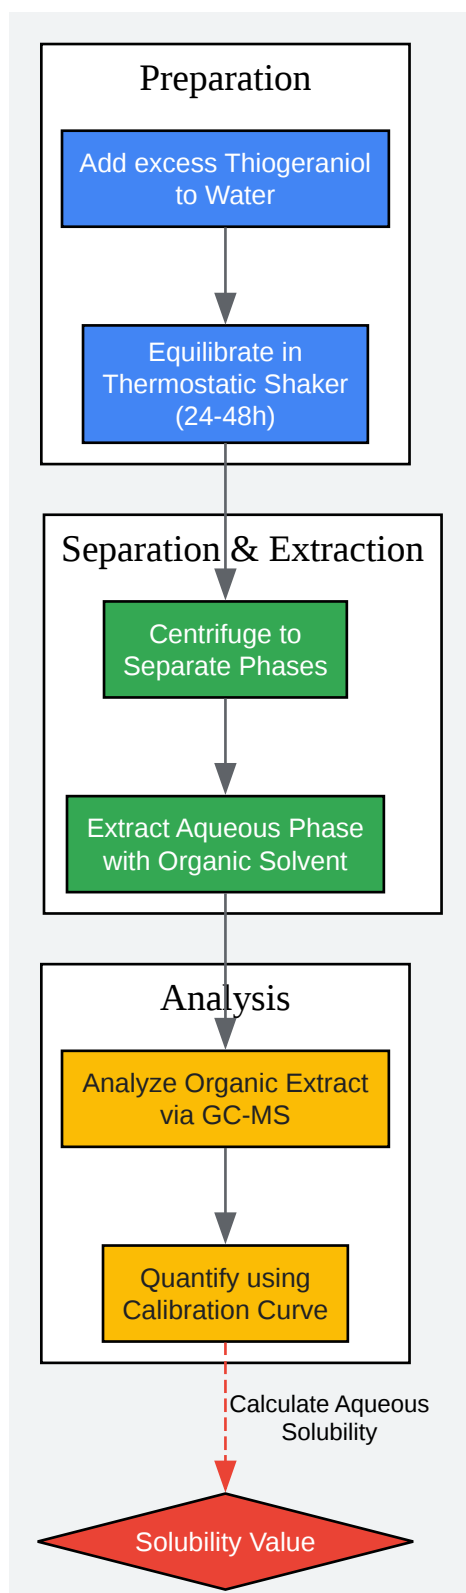 Preparation
Add excess Thiogeraniol
to Water
Equilibrate in
Thermostatic Shaker
(24-48h)
Separation & Extraction
Centrifuge to
Separate Phases
Extract Aqueous Phase
with Organic Solvent
Analysis
Analyze Organic Extract
via GC-MS
Quantify using
Calibration Curve
Calculate Aqueous
Solubility
Solubility Value